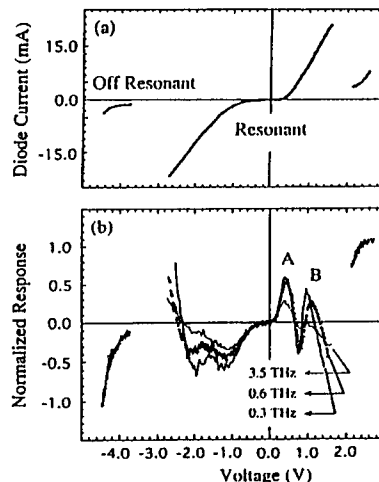 (a)
Diode Current (mA)
15.0
0.0
-15.0
Off Resonant
Resonant
(b)
Normalized Response
1.0
0.5
0.0
-0.5
-1.0
A
B
3.5 THz
0.6 THz
0.3 THz
-4.0 -3.0 -2.0 -1.0 0.0 1.0 2.0
Voltage (V)